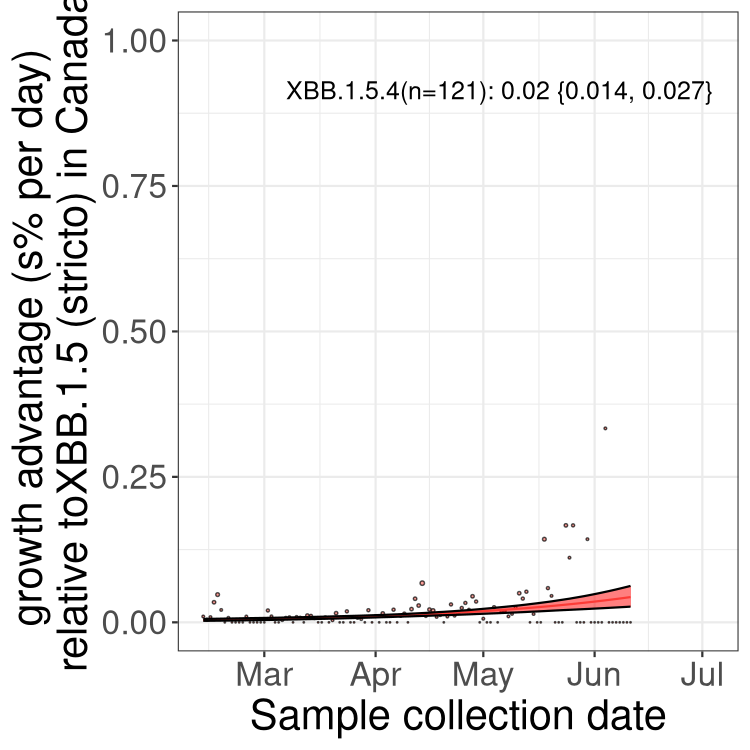 growth advantage (s% per day)
relative toXBB.1.5 (stricto) in Canada
1.00
0.75
0.50
0.25
0.00
XBB.1.5.4(n=121): 0.02 {0.014, 0.027}
Mar Apr May Jun Jul
Sample collection date